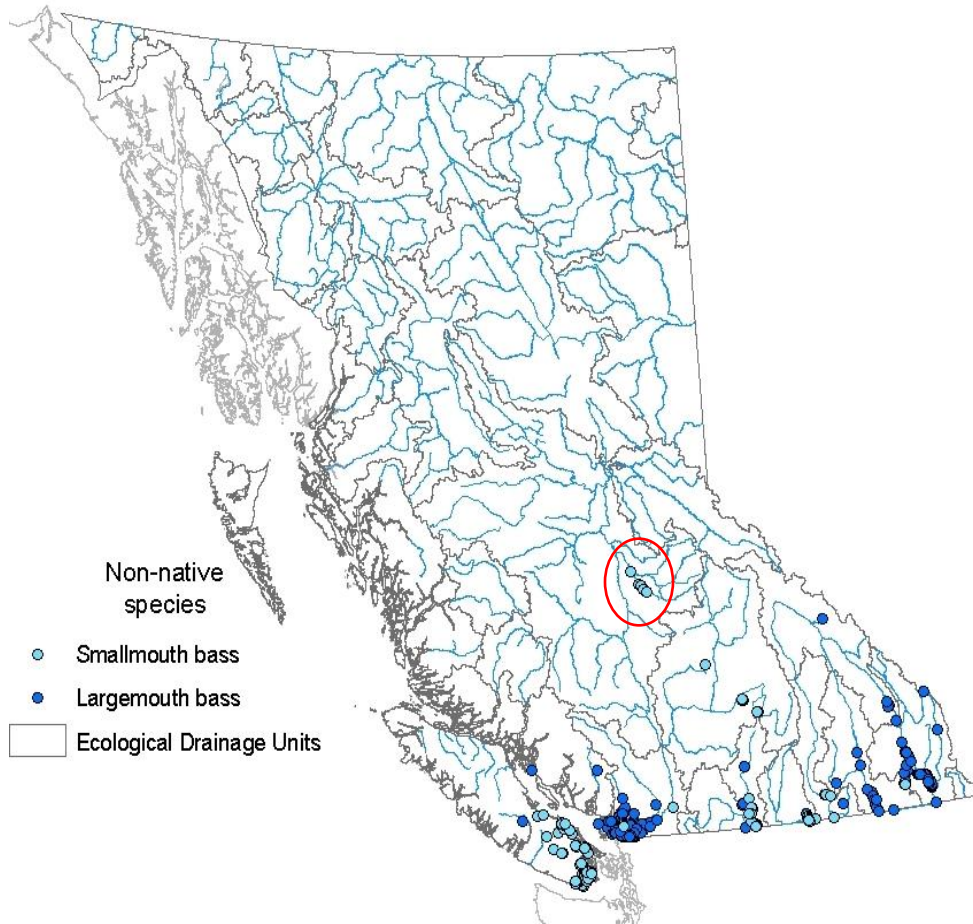 Non-native
species
Smallmouth bass
Largemouth bass
Ecological Drainage Units